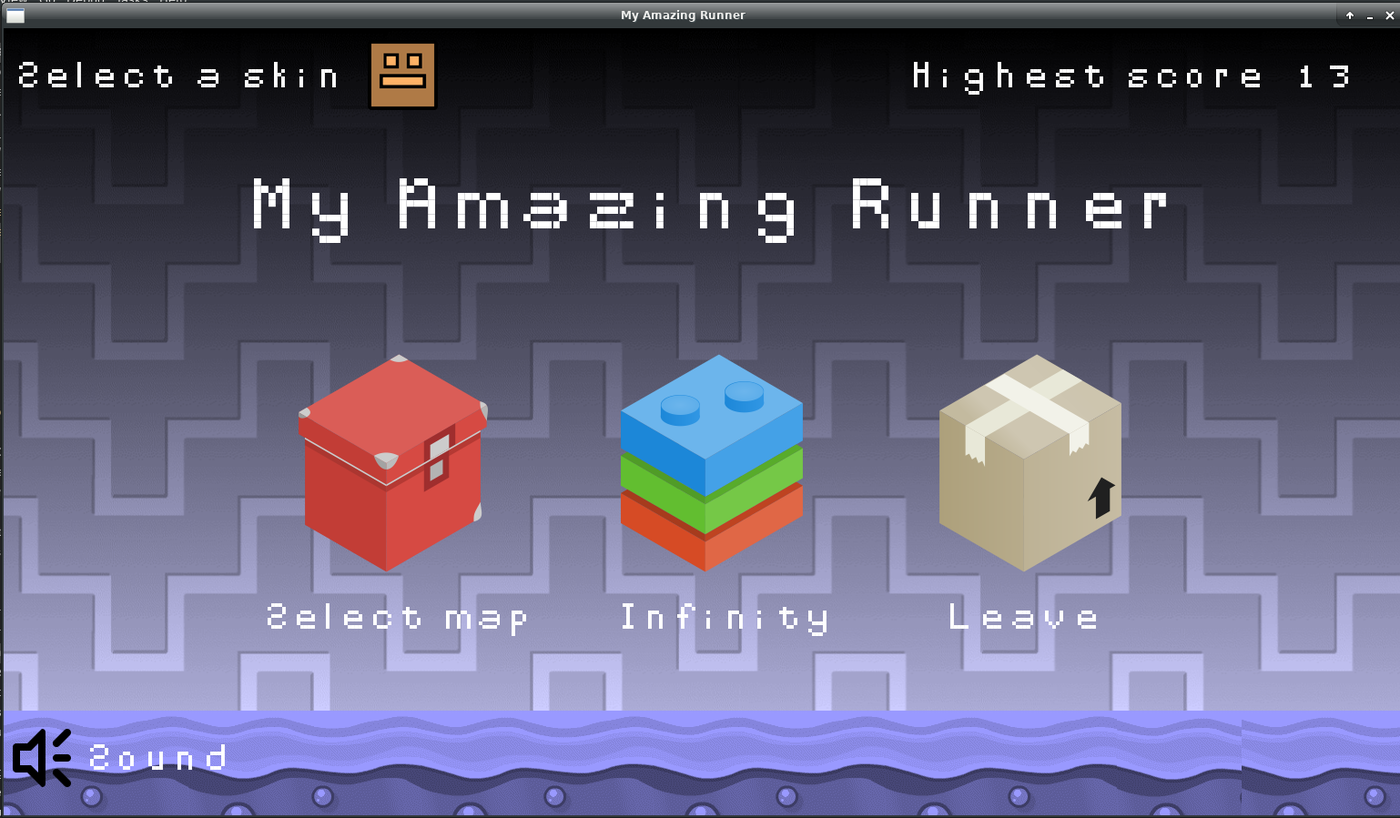 My Amazing Runner
Select a skin
Highest score 13
My Amazing Runner
Select map
Infinity
Leave
Sound